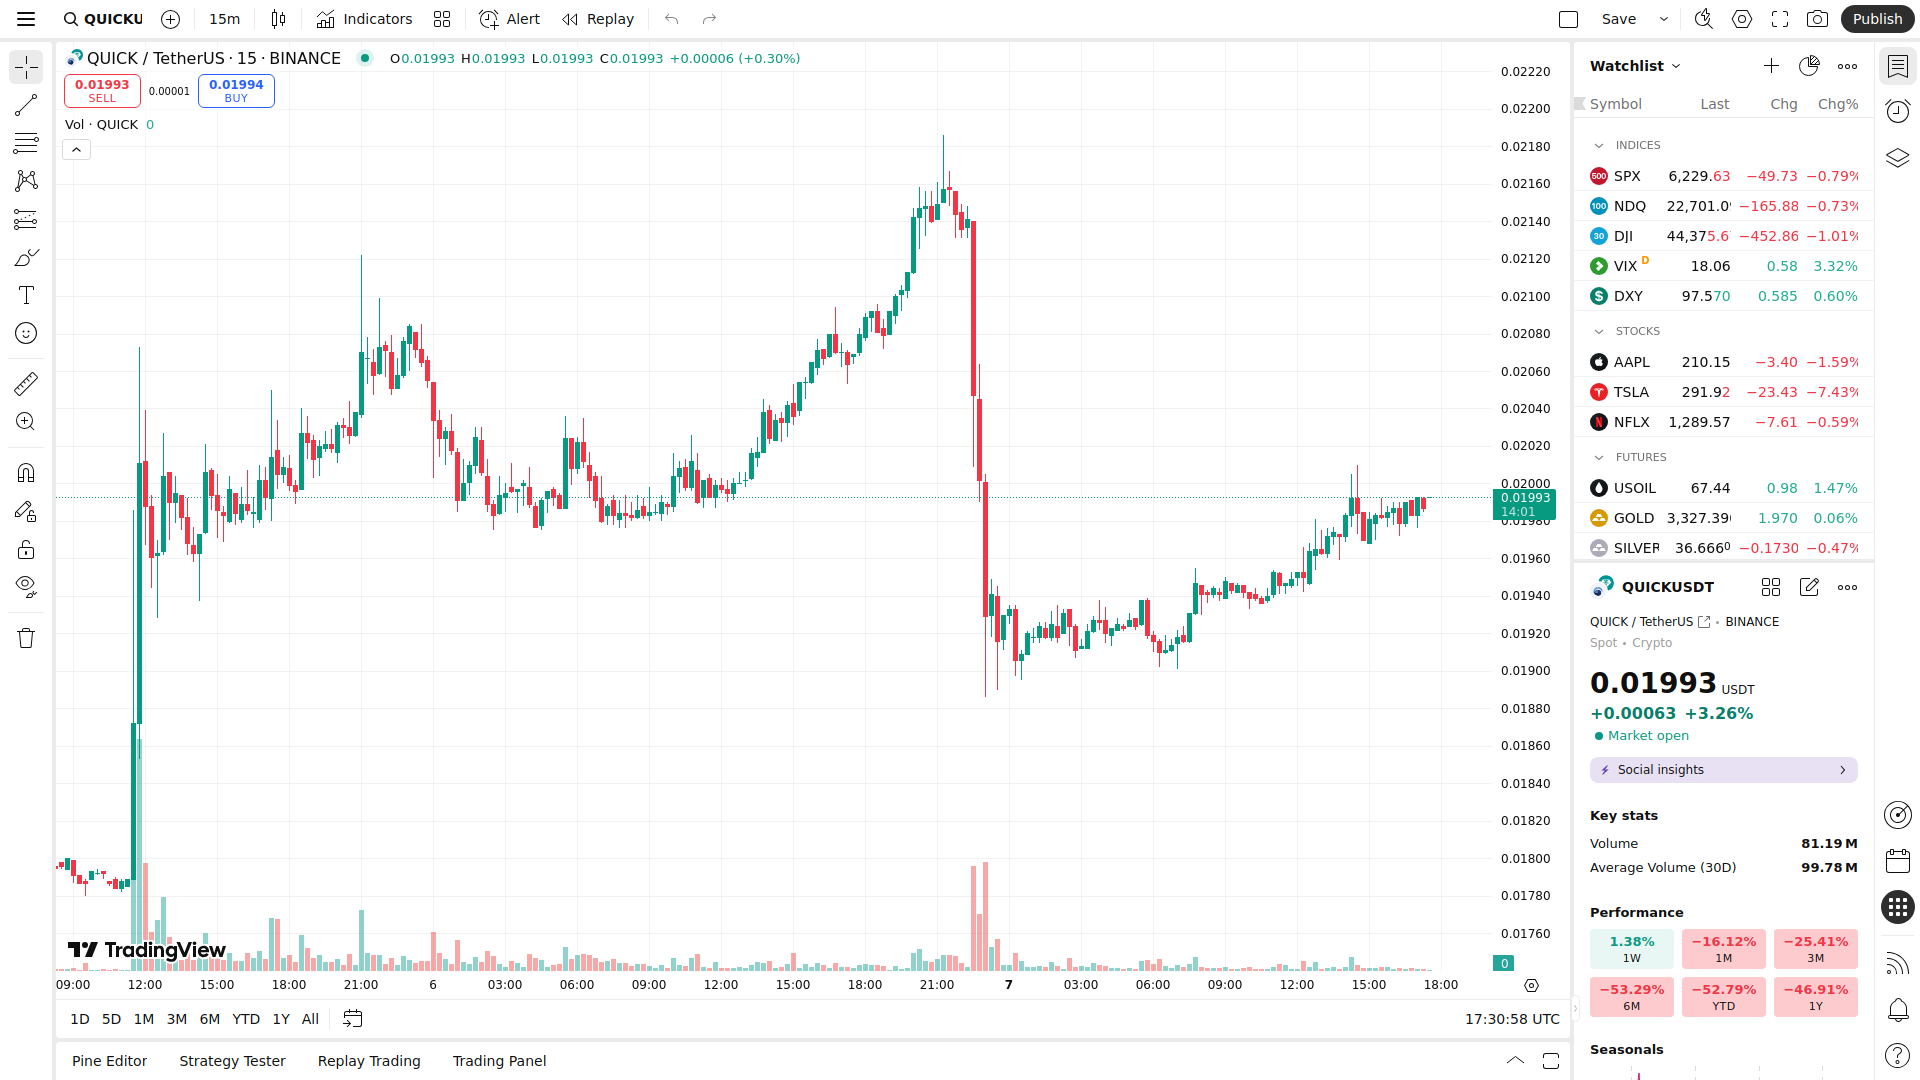 QUICKU
15m
Indicators
Alert
Replay
Save
Publish
QUICK / TetherUS · 15 · BINANCE
O0.01993 H0.01993 L0.01993 C0.01993 +0.00006 (+0.30%)
0.01993
SELL
0.00001
0.01994
BUY
Vol · QUICK 0
0.02220
0.02200
0.02180
0.02160
0.02140
0.02120
0.02100
0.02080
0.02060
0.02040
0.02020
0.02000
0.01993
14:01
0.01980
0.01960
0.01940
0.01920
0.01900
0.01880
0.01860
0.01840
0.01820
0.01800
0.01780
0.01760
0
TradingView
09:00 12:00 15:00 18:00 21:00 6 03:00 06:00 09:00 12:00 15:00 18:00 21:00 7 03:00 06:00 09:00 12:00 15:00 18:00
1D 5D 1M 3M 6M YTD 1Y All
17:30:58 UTC
Pine Editor Strategy Tester Replay Trading Trading Panel
Watchlist
Symbol Last Chg Chg%
INDICES
SPX 6,229.63 −49.73 −0.79%
NDQ 22,701.0 −165.88 −0.73%
DJI 44,375.6 −452.86 −1.01%
VIX D 18.06 0.58 3.32%
DXY 97.570 0.585 0.60%
STOCKS
AAPL 210.15 −3.40 −1.59%
TSLA 291.92 −23.43 −7.43%
NFLX 1,289.57 −7.61 −0.59%
FUTURES
USOIL 67.44 0.98 1.47%
GOLD 3,327.39 1.970 0.06%
SILVER 36.6660 −0.1730 −0.47%
QUICKUSDT
QUICK / TetherUS • BINANCE
Spot • Crypto
0.01993 USDT
+0.00063 +3.26%
Market open
Social insights
Key stats
Volume 81.19 M
Average Volume (30D) 99.78 M
Performance
1.38% −16.12% −25.41%
1W 1M 3M
−53.29% −52.79% −46.91%
6M YTD 1Y
Seasonals